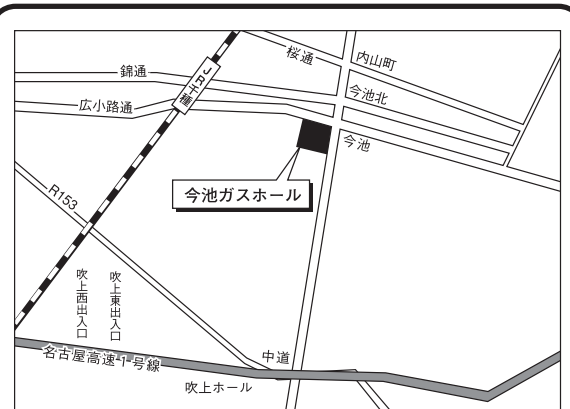 桜通
内山町
錦通
JR千種
今池北
広小路通
今池
今池ガスホール
R153
吹上西出入口
吹上東出入口
名古屋高速1号線
中道
吹上ホール